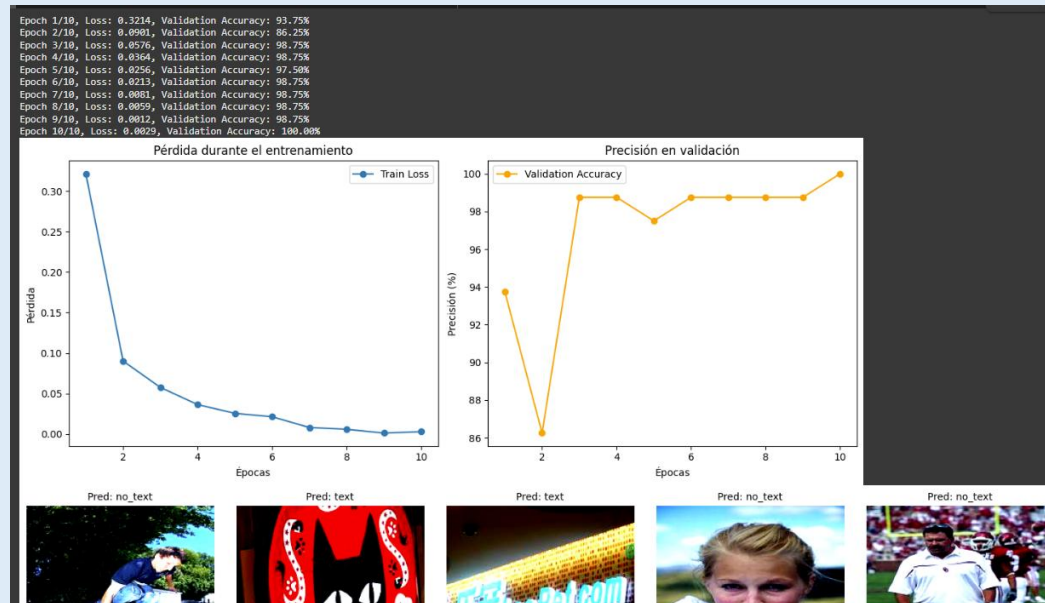 Epoch 1/10, Loss: 0.3214, Validation Accuracy: 93.75%
Epoch 2/10, Loss: 0.0901, Validation Accuracy: 86.25%
Epoch 3/10, Loss: 0.0576, Validation Accuracy: 98.75%
Epoch 4/10, Loss: 0.0364, Validation Accuracy: 98.75%
Epoch 5/10, Loss: 0.0256, Validation Accuracy: 97.50%
Epoch 6/10, Loss: 0.0213, Validation Accuracy: 98.75%
Epoch 7/10, Loss: 0.0081, Validation Accuracy: 98.75%
Epoch 8/10, Loss: 0.0059, Validation Accuracy: 98.75%
Epoch 9/10, Loss: 0.0012, Validation Accuracy: 98.75%
Epoch 10/10, Loss: 0.0029, Validation Accuracy: 100.00%
Pérdida durante el entrenamiento
Train Loss
0.30
0.25
0.20
0.15
0.10
0.05
0.00
Pérdida
2 4 6 8 10
Épocas
Precisión en validación
Validation Accuracy
100
98
96
94
92
90
88
86
Precisión (%)
2 4 6 8 10
Épocas
Pred: no_text
Pred: text
Pred: text
Pred: no_text
Pred: no_text